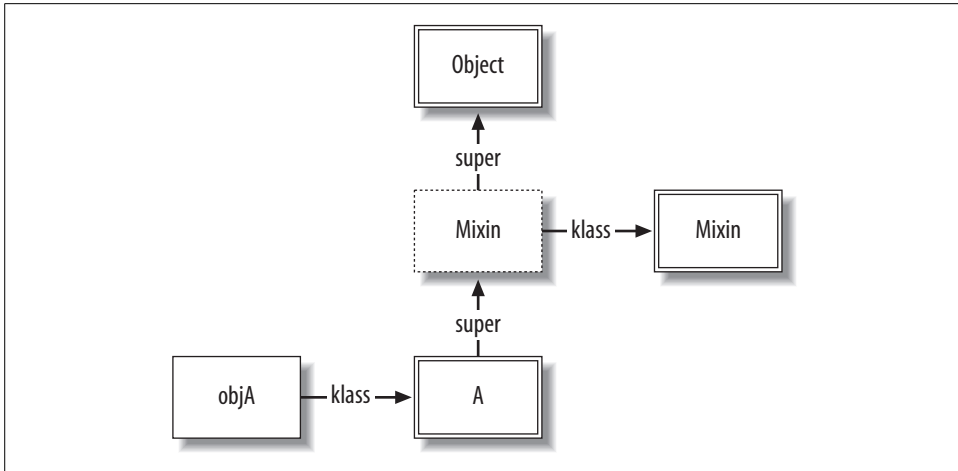 Object
super
Mixin
klass
Mixin
super
objA
klass
A